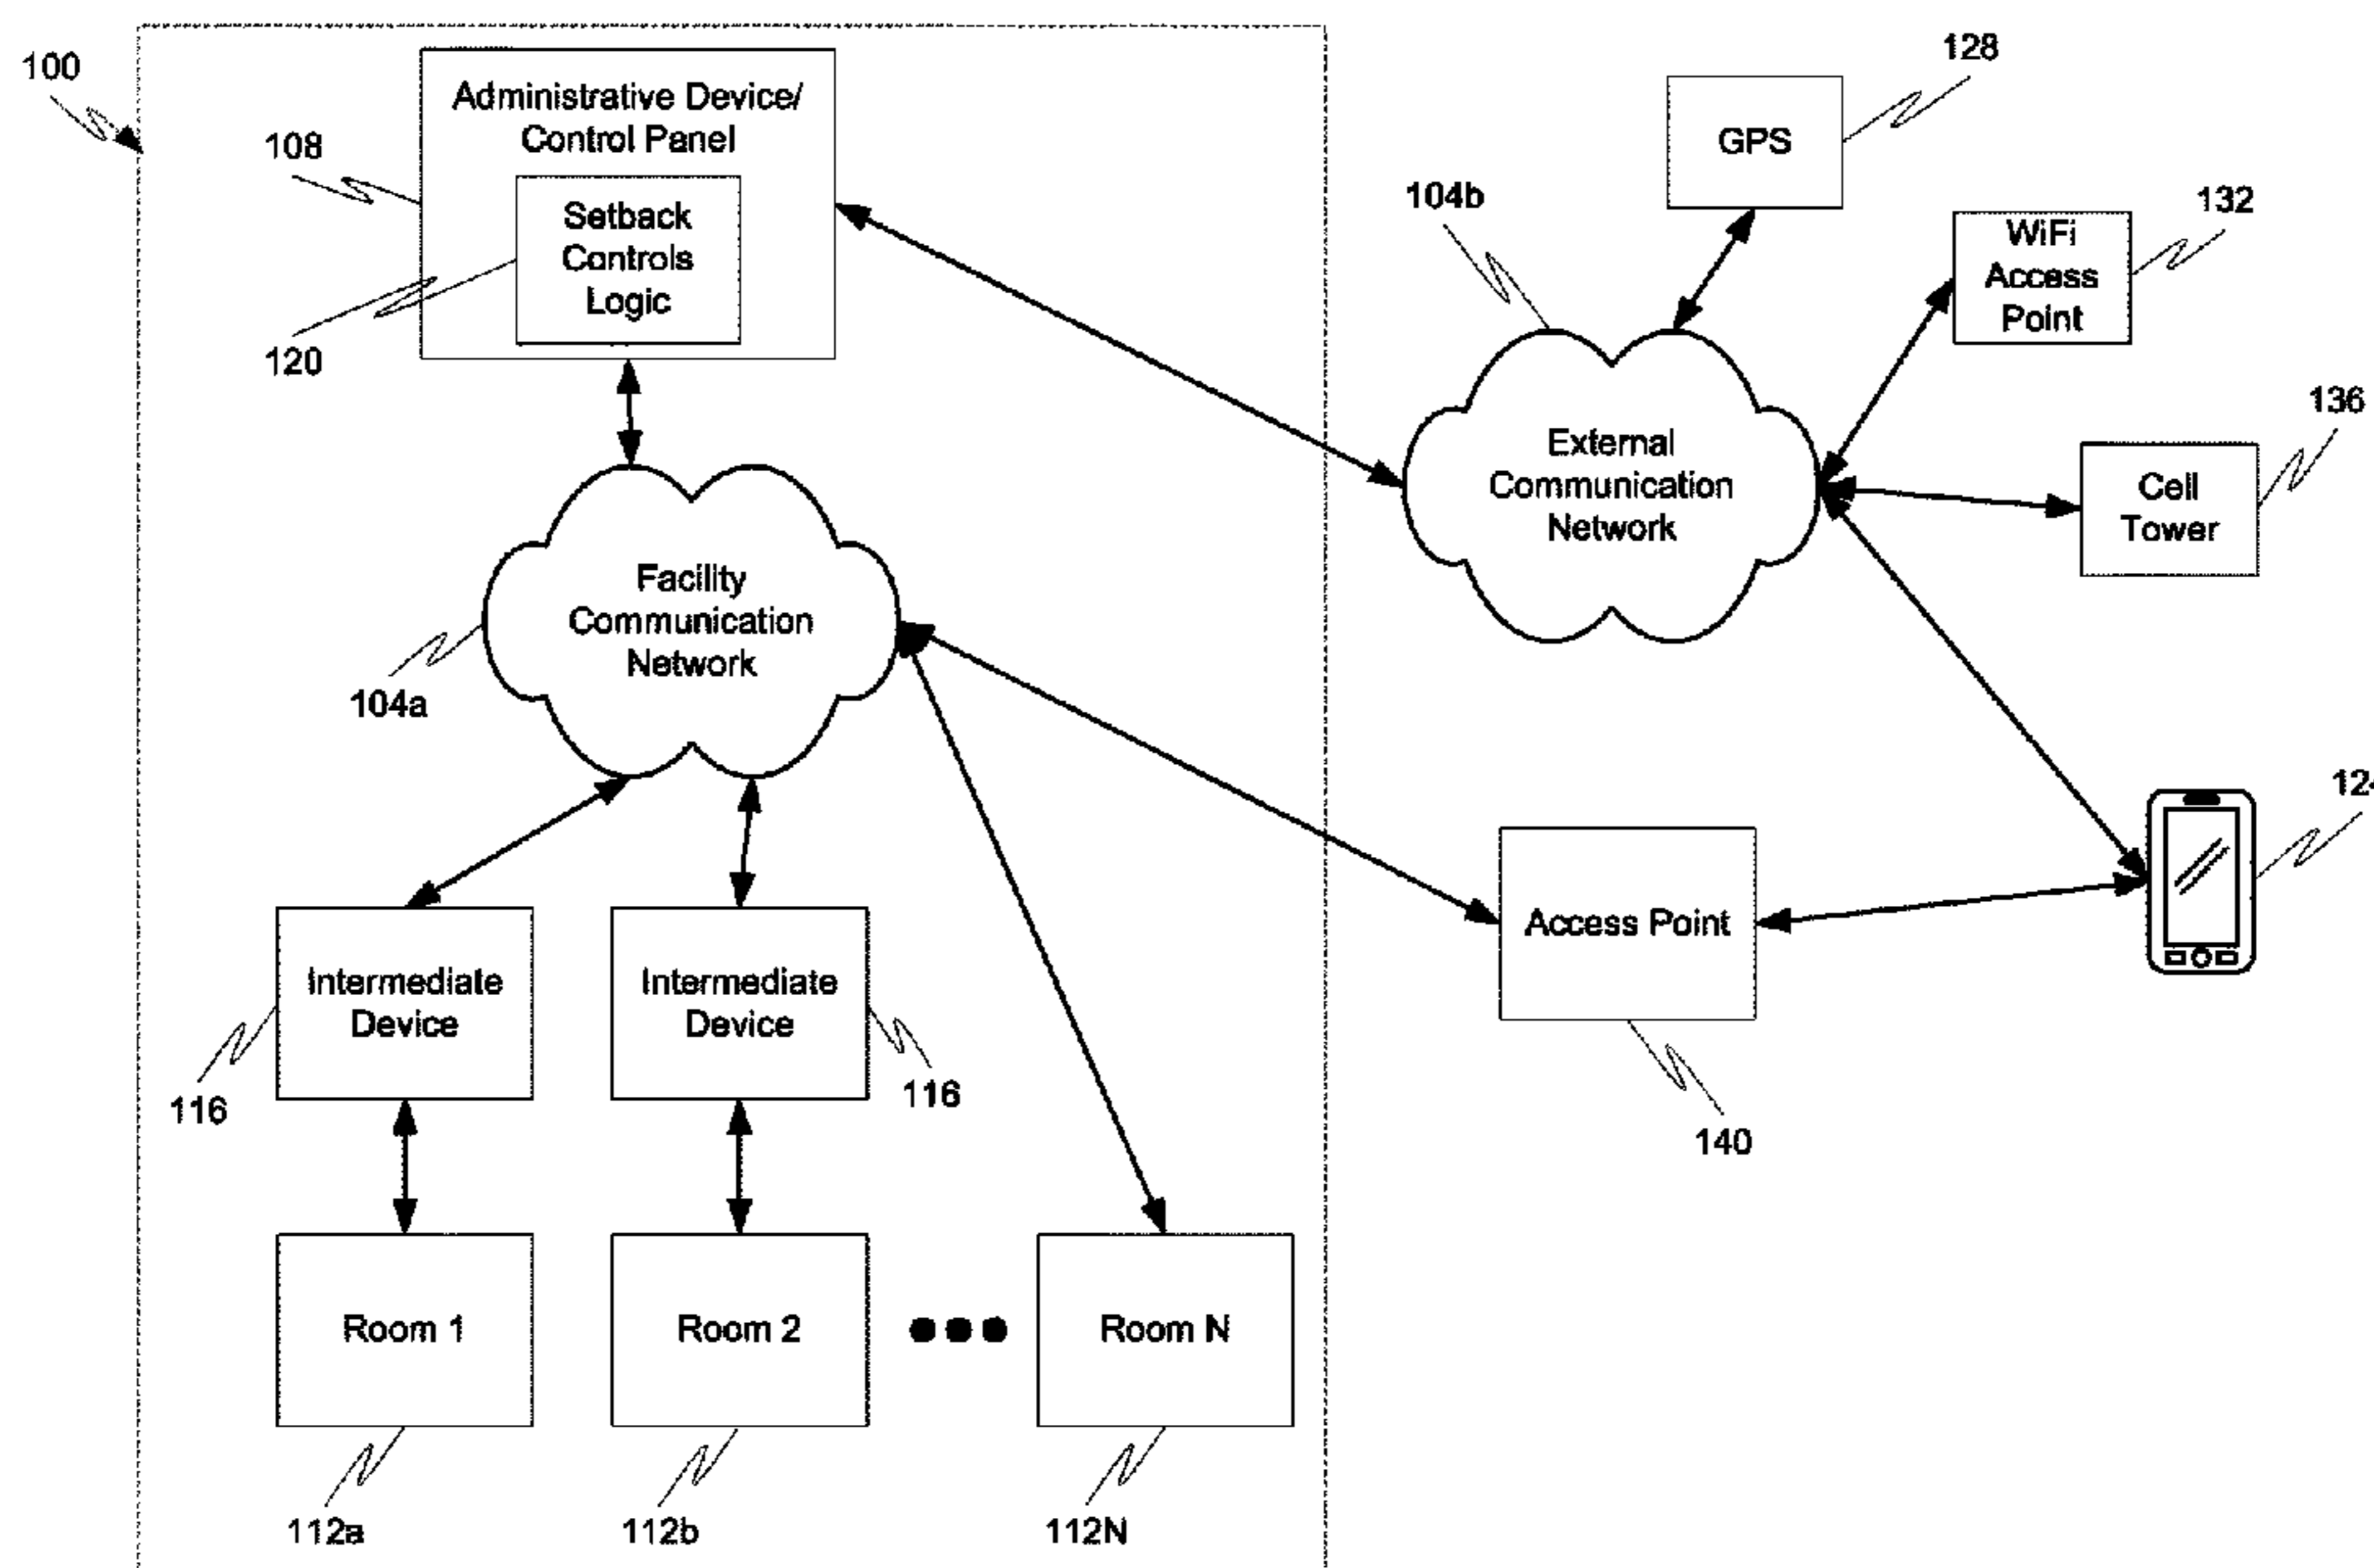 100
Administrative Device/
Control Panel
108
Setback
Controls
Logic
120
128
GPS
104b
132
WiFi
Access
Point
136
External
Communication
Network
Cell
Tower
Facility
Communication
Network
104a
124
Access Point
140
Intermediate
Device
Intermediate
Device
116
116
Room 1
Room 2
Room N
112a
112b
112N